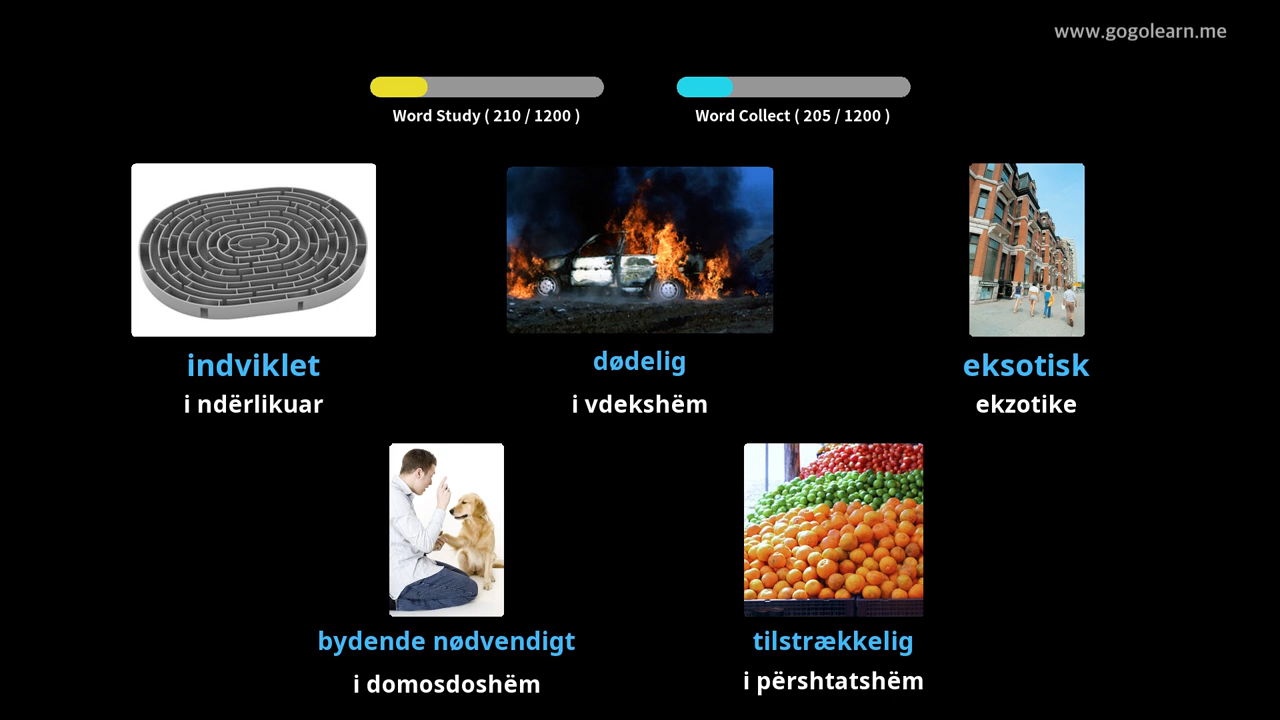 www.gogolearn.me
Word Study ( 210 / 1200 )
Word Collect ( 205 / 1200 )
indviklet
i ndërlikuar
dødelig
i vdekshëm
eksotisk
ekzotike
bydende nødvendigt
i domosdoshëm
tilstrækkelig
i përshtatshëm